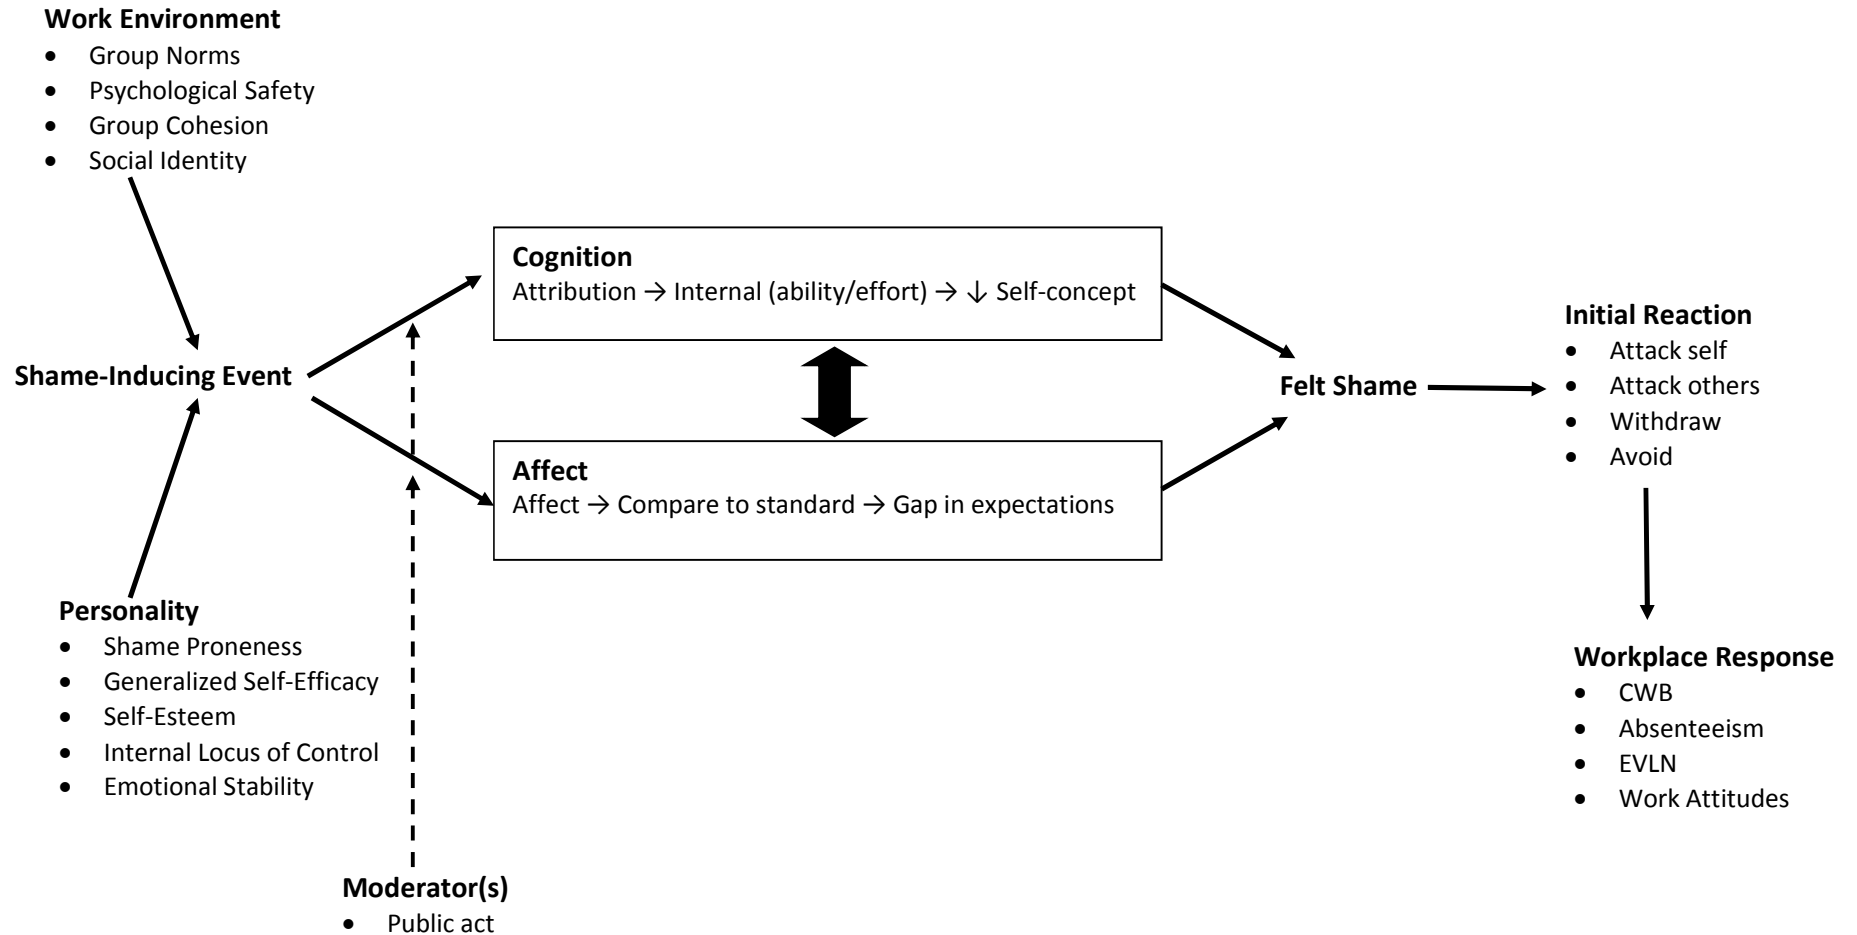 Work Environment
• Group Norms
• Psychological Safety
• Group Cohesion
• Social Identity
Shame-Inducing Event
Personality
• Shame Proneness
• Generalized Self-Efficacy
• Self-Esteem
• Internal Locus of Control
• Emotional Stability
Moderator(s)
• Public act
Cognition
Attribution → Internal (ability/effort) → ↓ Self-concept
Affect
Affect → Compare to standard → Gap in expectations
Felt Shame
Initial Reaction
• Attack self
• Attack others
• Withdraw
• Avoid
Workplace Response
• CWB
• Absenteeism
• EVLN
• Work Attitudes